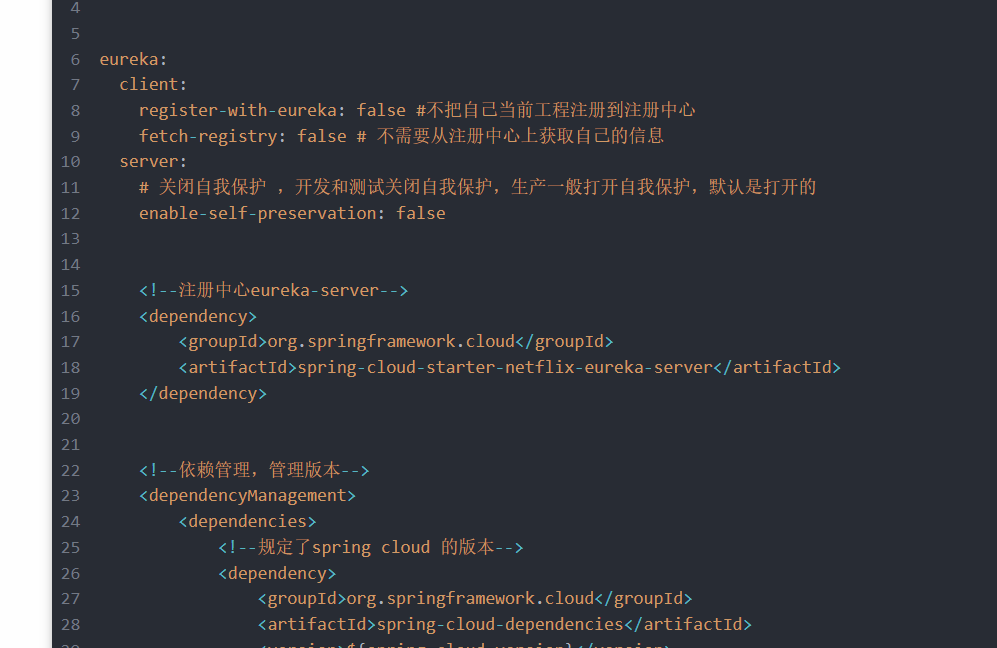 4
5
6 eureka:
7 client:
8 register-with-eureka: false #不把自己当前工程注册到注册中心
9 fetch-registry: false # 不需要从注册中心上获取自己的信息
10 server:
11 # 关闭自我保护 ，开发和测试关闭自我保护，生产一般打开自我保护，默认是打开的
12 enable-self-preservation: false
13
14
15 <!--注册中心eureka-server-->
16 <dependency>
17 <groupId>org.springframework.cloud</groupId>
18 <artifactId>spring-cloud-starter-netflix-eureka-server</artifactId>
19 </dependency>
20
21
22 <!--依赖管理，管理版本-->
23 <dependencyManagement>
24 <dependencies>
25 <!--规定了spring cloud 的版本-->
26 <dependency>
27 <groupId>org.springframework.cloud</groupId>
28 <artifactId>spring-cloud-dependencies</artifactId>